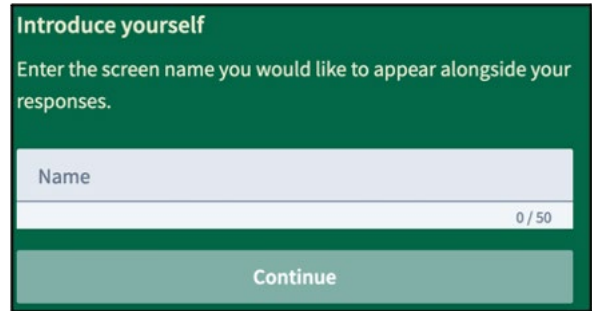 Introduce yourself
Enter the screen name you would like to appear alongside your
responses.
Name
0 / 50
Continue